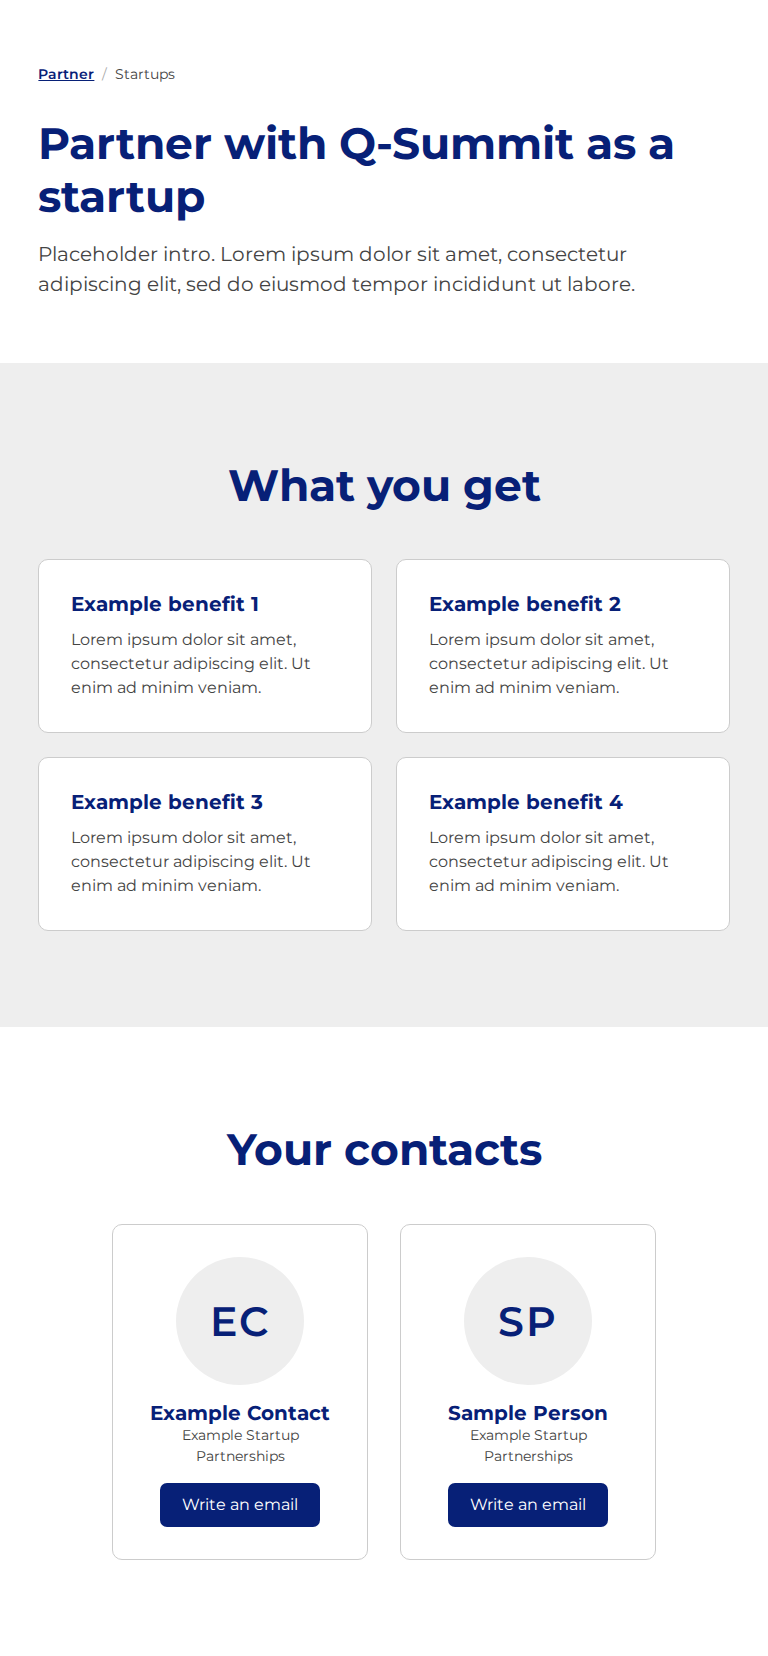 Partner / Startups
Partner with Q-Summit as a
startup
Placeholder intro. Lorem ipsum dolor sit amet, consectetur
adipiscing elit, sed do eiusmod tempor incididunt ut labore.
What you get
Example benefit 1
Lorem ipsum dolor sit amet,
consectetur adipiscing elit. Ut
enim ad minim veniam.
Example benefit 2
Lorem ipsum dolor sit amet,
consectetur adipiscing elit. Ut
enim ad minim veniam.
Example benefit 3
Lorem ipsum dolor sit amet,
consectetur adipiscing elit. Ut
enim ad minim veniam.
Example benefit 4
Lorem ipsum dolor sit amet,
consectetur adipiscing elit. Ut
enim ad minim veniam.
Your contacts
EC
Example Contact
Example Startup
Partnerships
Write an email
SP
Sample Person
Example Startup
Partnerships
Write an email